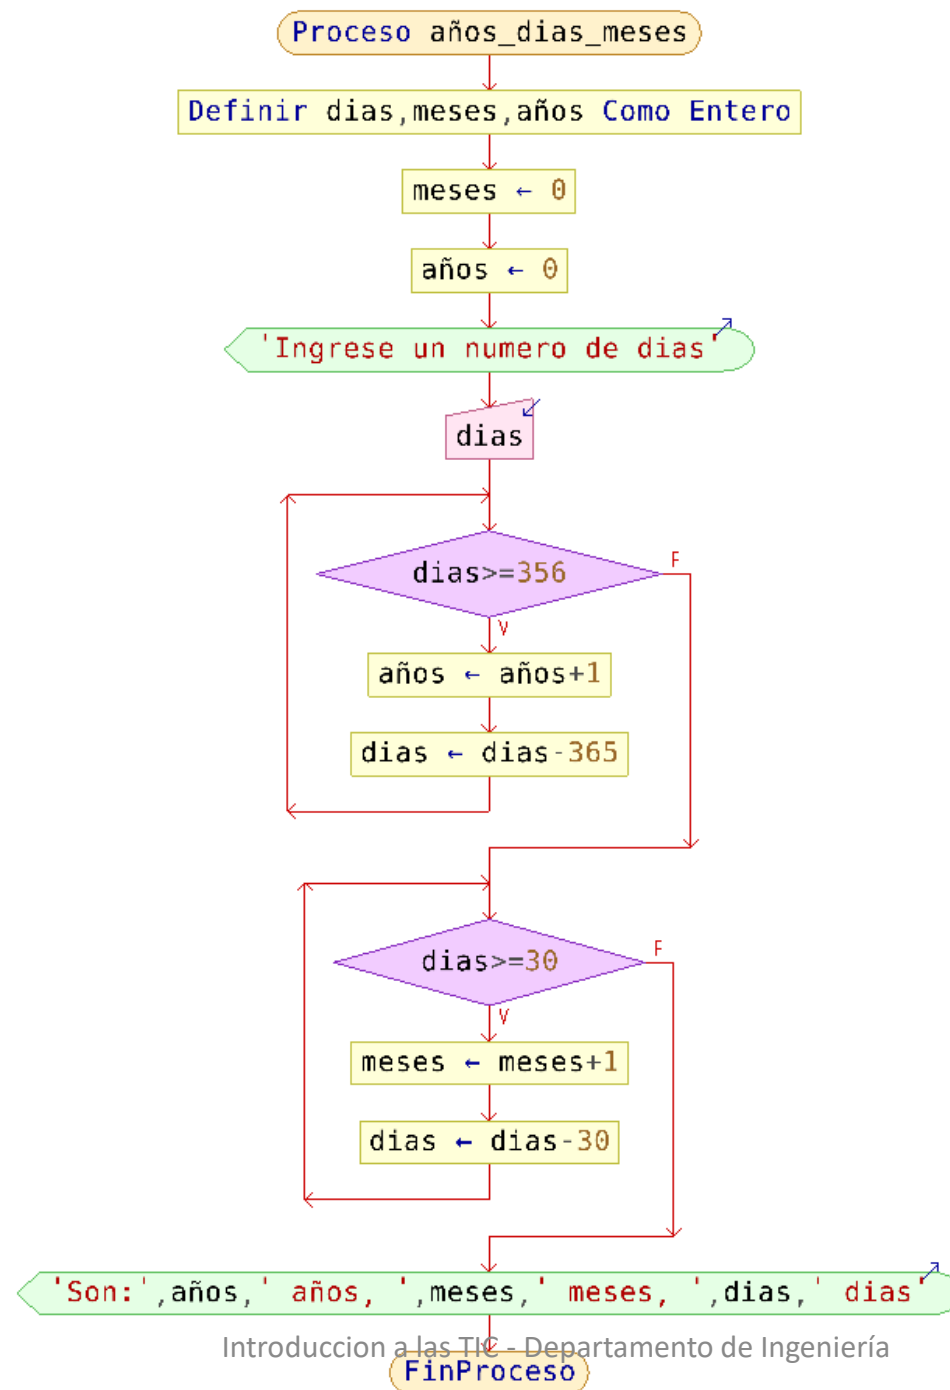 Proceso años_dias_meses
Definir dias,meses,años Como Entero
meses ← 0
años ← 0
'Ingrese un numero de dias'
dias
dias>=356
F
V
años ← años+1
dias ← dias-365
dias>=30
F
V
meses ← meses+1
dias ← dias-30
'Son:',años,' años, ',meses,' meses, ',dias,' dias'
Introduccion a las TIC - Departamento de Ingeniería
FinProceso